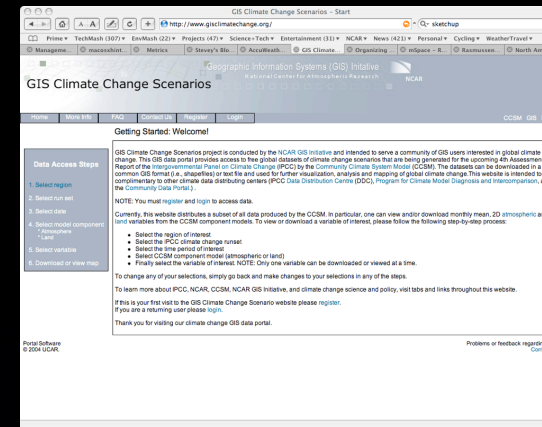 GIS Climate Change Scenarios – Start
http://www.gisclimatechange.org/
sketchup
Prime TechMash (307) EnvMash (22) Projects (47) Science+Tech Entertainment (31) NCAR News (421) Personal Cycling WeatherTravel
Manageme... macosxhint... Metrics Stevey's Blo... AccuWeath... GIS Climate... Organizing ... mSpace – R... Rasmussen... North Am
Geographic Information Systems (GIS) Initiative
National Center for Atmospheric Research
NCAR
GIS Climate Change Scenarios
Home More Info FAQ Contact Us Register Login CCSM GIS
Getting Started: Welcome!
Data Access Steps
1. Select region
2. Select run set
3. Select date
4. Select model component
* Atmosphere
* Land
5. Select variable
6. Download or view map
GIS Climate Change Scenarios project is conducted by the NCAR GIS Initiative and intended to serve a community of GIS users interested in global climate
change. This GIS data portal provides access to free global datasets of climate change scenarios that are being generated for the upcoming 4th Assessment
Report of the Intergovernmental Panel on Climate Change (IPCC) by the Community Climate System Model (CCSM). The datasets can be downloaded in a
common GIS format (i.e., shapefiles) or text file and used for further visualization, analysis and mapping of global climate change.This website is intended to
complimentary to other climate data distributing centers (IPCC Data Distribution Centre (DDC), Program for Climate Model Diagnosis and Intercomparison,
the Community Data Portal.) .
NOTE: You must register and login to access data.
Currently, this website distributes a subset of all data produced by the CCSM. In particular, one can view and/or download monthly mean, 2D atmospheric
land variables from the CCSM component models. To view or download a variable of interest, please follow the following step-by-step process:
• Select the region of interest
• Select the IPCC climate change runset
• Select the time period of interest
• Select CCSM component model (atmospheric or land)
• Finally select the variable of interest. NOTE: Only one variable can be downloaded or viewed at a time.
To change any of your selections, simply go back and make changes to your selections in any of the steps.
To learn more about IPCC, NCAR, CCSM, NCAR GIS Initiative, and climate change science and policy, visit tabs and links throughout this website.
If this is your first visit to the GIS Climate Change Scenario website please register.
If you are a returning user please login.
Thank you for visiting our climate change GIS data portal.
Portal Software
© 2004 UCAR.
Problems or feedback regardin